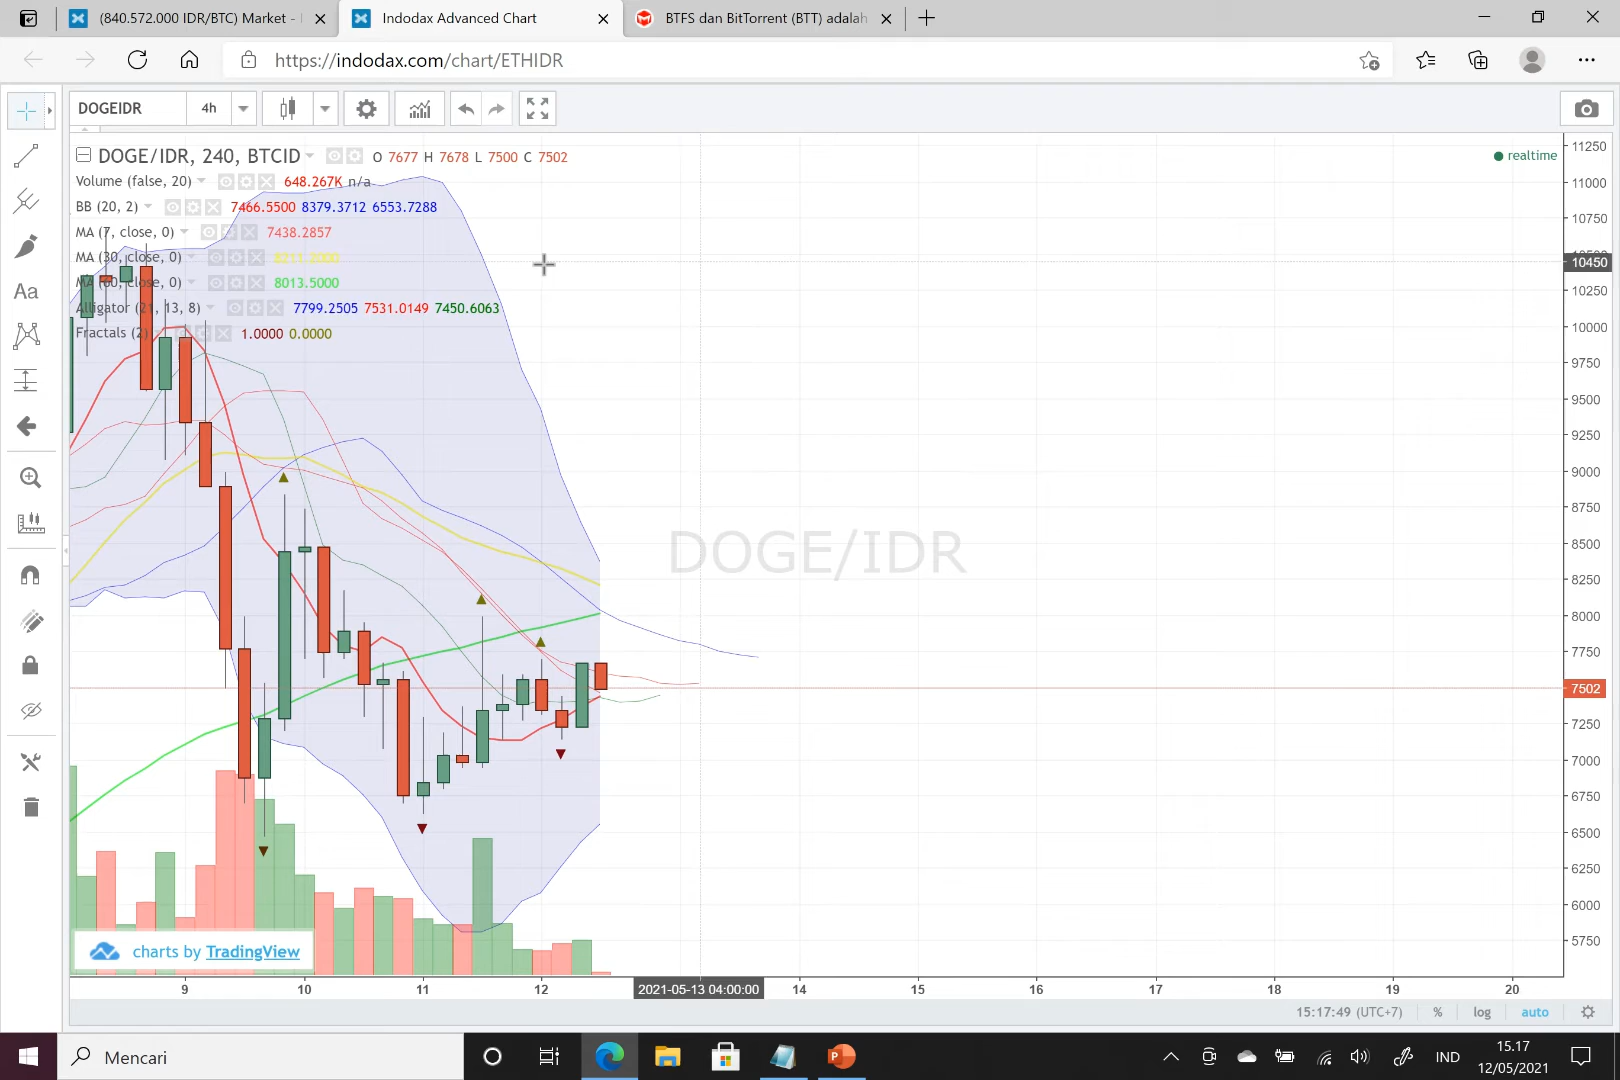 (840.572.000 IDR/BTC) Market -
Indodax Advanced Chart
BTFS dan BitTorrent (BTT) adalah
https://indodax.com/chart/ETHIDR
DOGEIDR
4h
DOGE/IDR, 240, BTCID
O 7677 H 7678 L 7500 C 7502
realtime
Volume (false, 20)
648.267K n/a
BB (20, 2)
7466.5500 8379.3712 6553.7288
MA (7, close, 0)
7438.2857
MA (30, close, 0)
MA (60, close, 0)
8013.5000
Alligator (21, 13, 8)
7799.2505 7531.0149 7450.6063
Fractals (2)
1.0000 0.0000
Aa
DOGE/IDR
11250
11000
10750
10450
10250
10000
9750
9500
9250
9000
8750
8500
8250
8000
7750
7502
7250
7000
6750
6500
6250
6000
5750
charts by TradingView
9 10 11 12 2021-05-13 04:00:00 14 15 16 17 18 19 20
15:17:49 (UTC+7) % log auto
Mencari
IND
15.17
12/05/2021